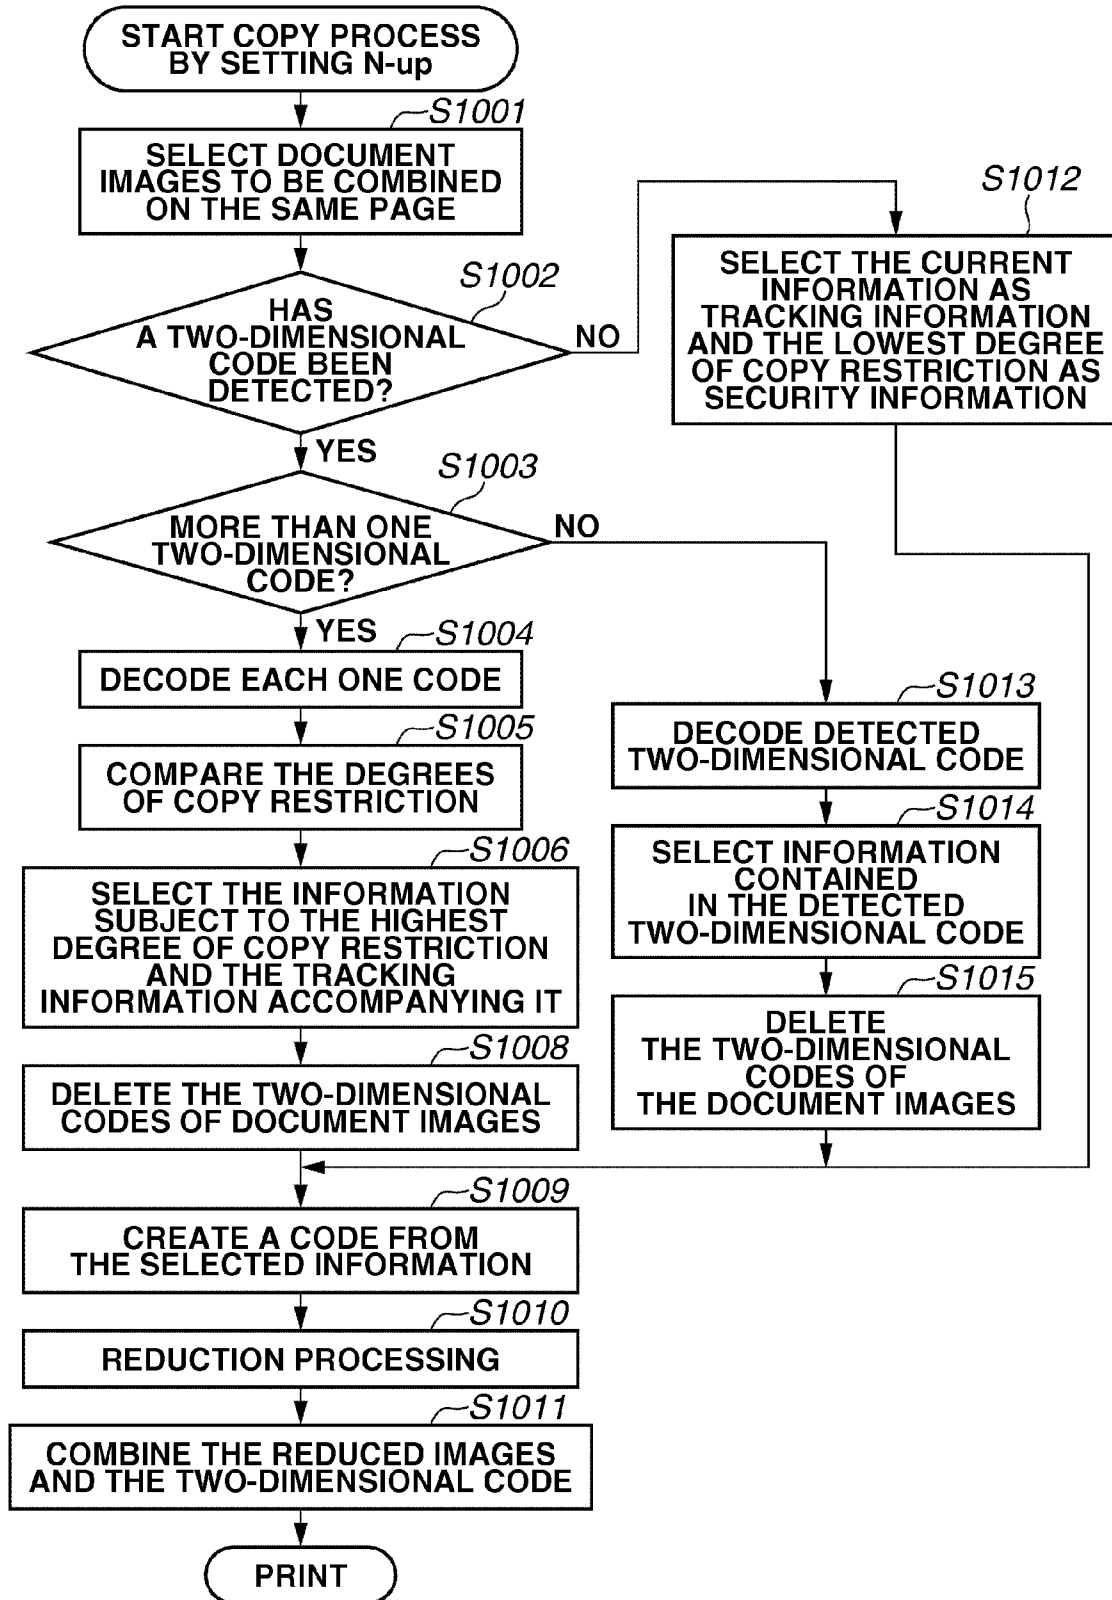 START COPY PROCESS
BY SETTING N-up
S1001
SELECT DOCUMENT
IMAGES TO BE COMBINED
ON THE SAME PAGE
S1002
HAS
A TWO-DIMENSIONAL
CODE BEEN
DETECTED?
NO
YES
S1012
SELECT THE CURRENT
INFORMATION AS
TRACKING INFORMATION
AND THE LOWEST DEGREE
OF COPY RESTRICTION AS
SECURITY INFORMATION
S1003
MORE THAN ONE
TWO-DIMENSIONAL
CODE?
NO
YES
S1004
DECODE EACH ONE CODE
S1005
COMPARE THE DEGREES
OF COPY RESTRICTION
S1006
SELECT THE INFORMATION
SUBJECT TO THE HIGHEST
DEGREE OF COPY RESTRICTION
AND THE TRACKING
INFORMATION ACCOMPANYING IT
S1008
DELETE THE TWO-DIMENSIONAL
CODES OF DOCUMENT IMAGES
S1013
DECODE DETECTED
TWO-DIMENSIONAL CODE
S1014
SELECT INFORMATION
CONTAINED
IN THE DETECTED
TWO-DIMENSIONAL CODE
S1015
DELETE
THE TWO-DIMENSIONAL
CODES OF
THE DOCUMENT IMAGES
S1009
CREATE A CODE FROM
THE SELECTED INFORMATION
S1010
REDUCTION PROCESSING
S1011
COMBINE THE REDUCED IMAGES
AND THE TWO-DIMENSIONAL CODE
PRINT